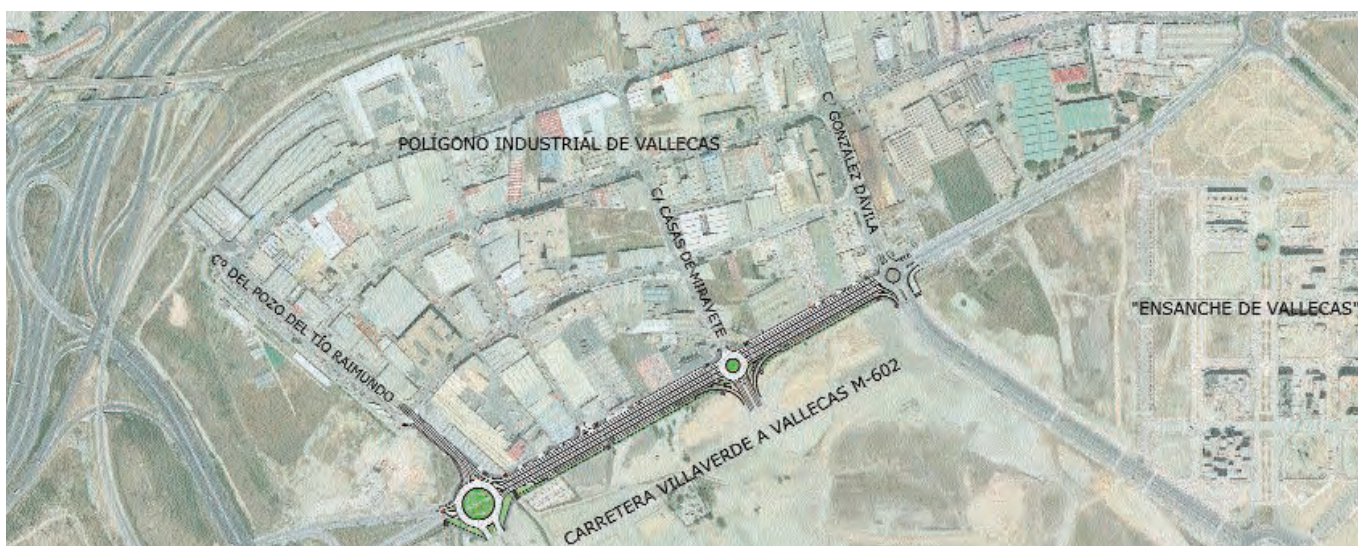 POLÍGONO INDUSTRIAL DE VALLECAS
C/ GONZÁLEZ DÁVILA
C/ CASAS DE MIRAVETE
Cº DEL POZO DEL TÍO RAIMUNDO
"ENSANCHE DE VALLECAS"
CARRETERA VILLAVERDE A VALLECAS M-602